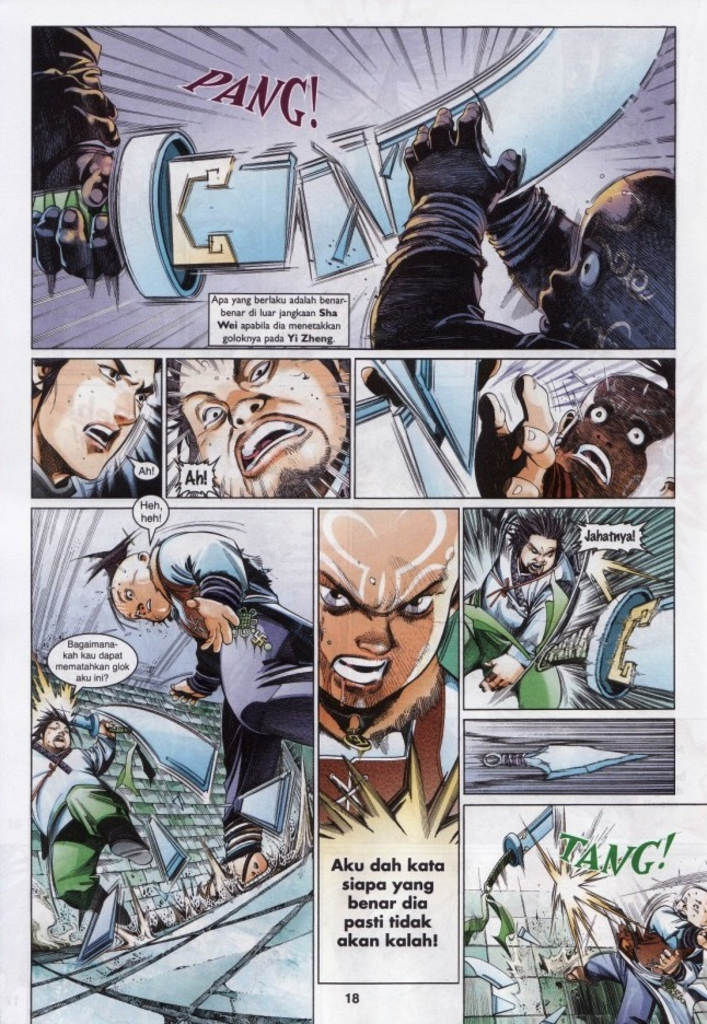 PANG!
Apa yang berlaku adalah benar-
benar di luar jangkaan Sha
Wei apabila dia menetakkan
goloknya pada Yi Zheng.
Ah!
Ah!
Heh,
heh!
Bagaimana-
kah kau dapat
mematahkan glok
aku ini?
Aku dah kata
siapa yang
benar dia
pasti tidak
akan kalah!
Jahatnya!
TANG!
18